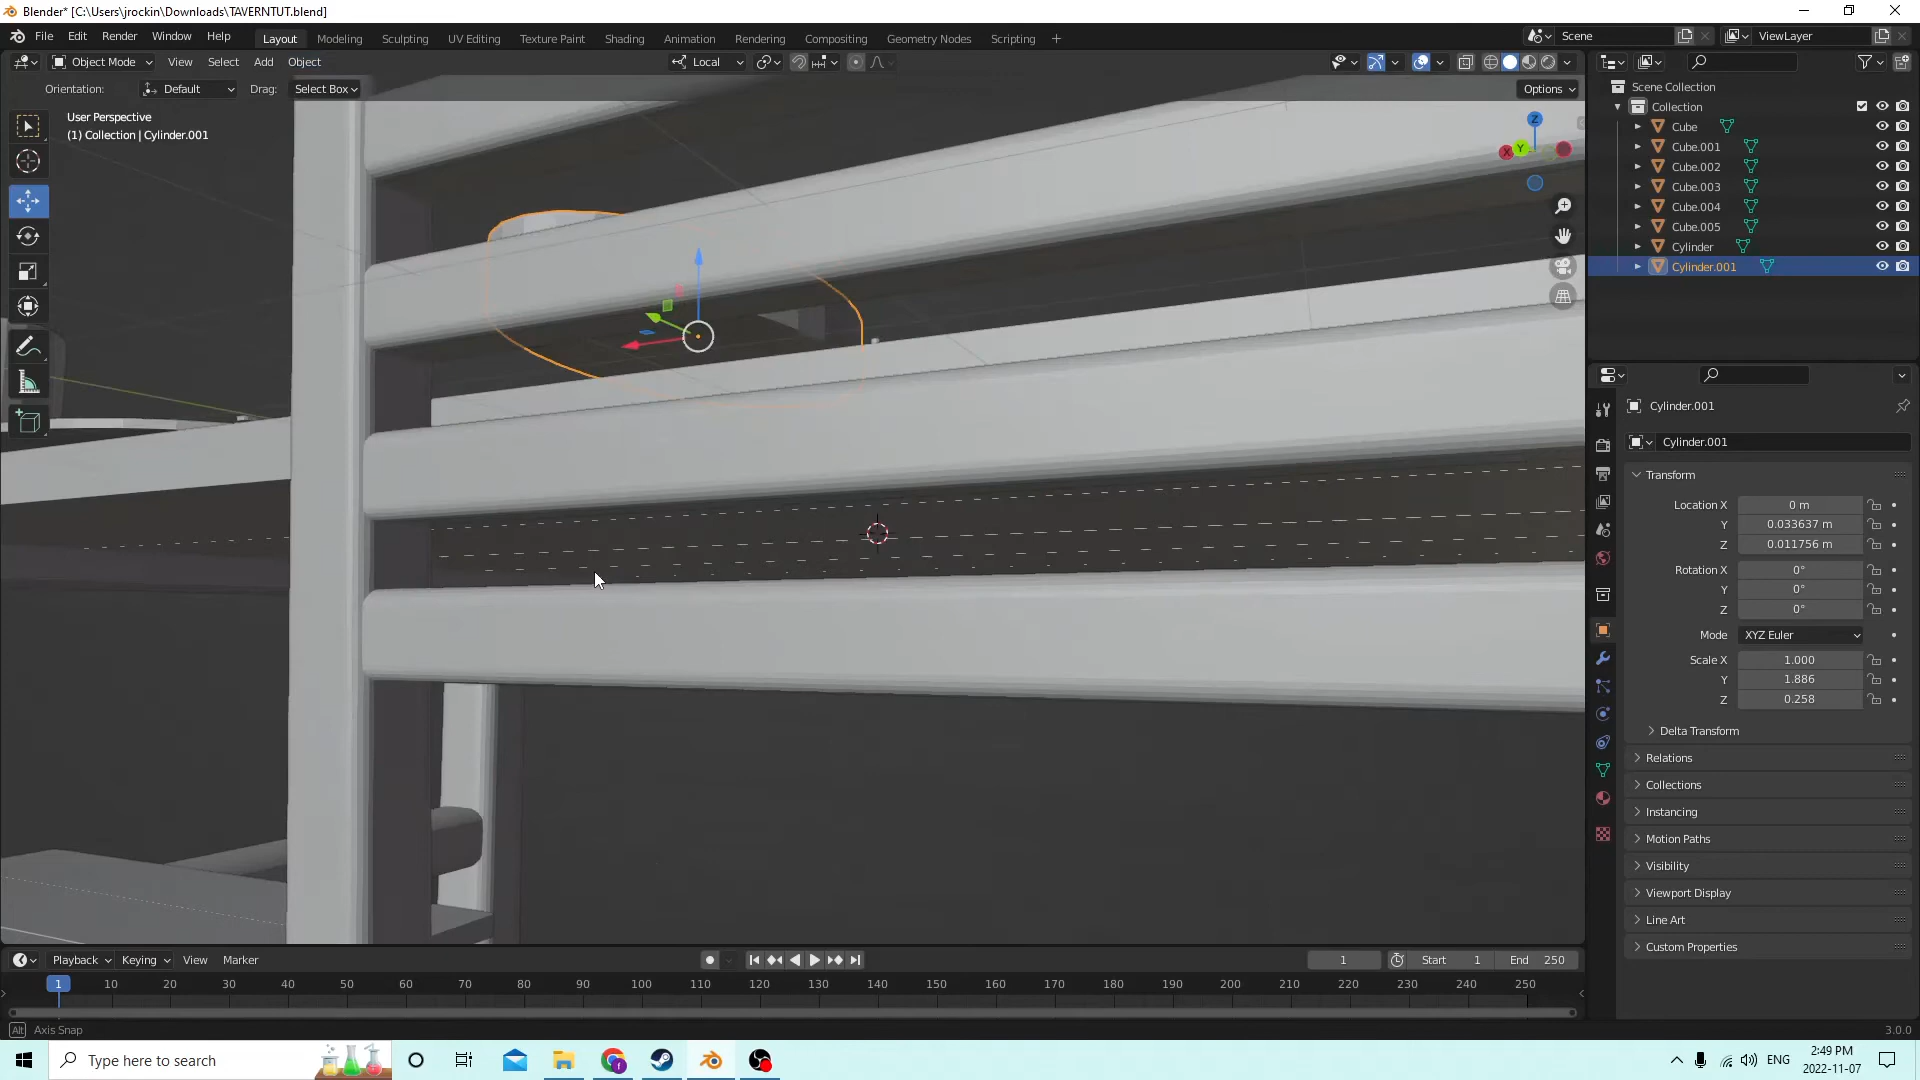 Blender* [C:\Users\jrockin\Downloads\TAVERNTUT.blend]
File Edit Render Window Help Layout Modeling Sculpting UV Editing Texture Paint Shading Animation Rendering Compositing Geometry Nodes Scripting + Scene ViewLayer
Object Mode View Select Add Object Local
Orientation: Default Drag: Select Box Options
User Perspective
(1) Collection | Cylinder.001
Z
Y
X
Scene Collection
Collection
Cube
Cube.001
Cube.002
Cube.003
Cube.004
Cube.005
Cylinder
Cylinder.001
Cylinder.001
Cylinder.001
Transform
Location X 0 m
Y 0.033637 m
Z 0.011756 m
Rotation X 0°
Y 0°
Z 0°
Mode XYZ Euler
Scale X 1.000
Y 1.886
Z 0.258
Delta Transform
Relations
Collections
Instancing
Motion Paths
Visibility
Viewport Display
Line Art
Custom Properties
Playback Keying View Marker 1 Start 1 End 250
1 10 20 30 40 50 60 70 80 90 100 110 120 130 140 150 160 170 180 190 200 210 220 230 240 250
Alt Axis Snap 3.0.0
Type here to search
ENG
2:49 PM
2022-11-07